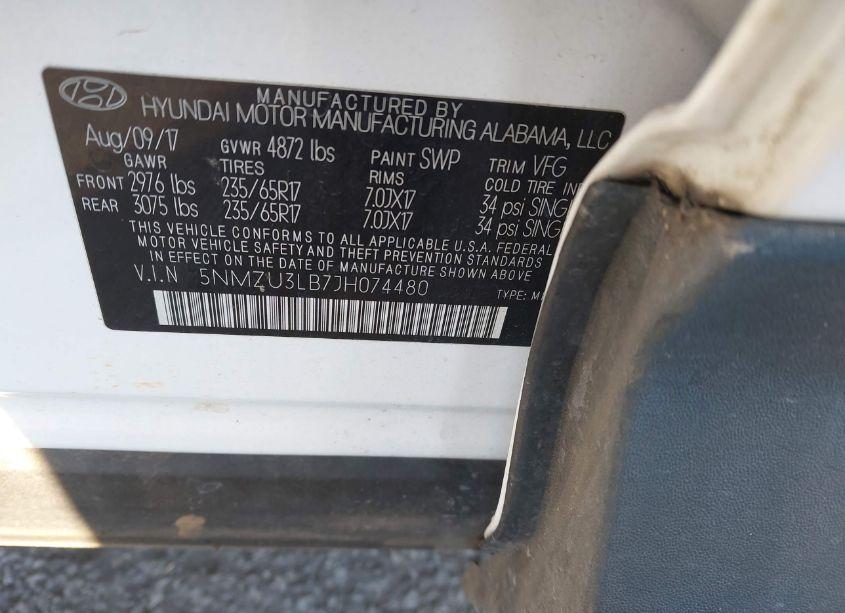 MANUFACTURED BY
HYUNDAI MOTOR MANUFACTURING ALABAMA, LLC
Aug/09/17 GVWR 4872 lbs PAINT SWP TRIM VFG
GAWR TIRES RIMS COLD TIRE
FRONT 2976 lbs 235/65R17 7.0JX17 34 psi
REAR 3075 lbs 235/65R17 7.0JX17 34 psi
THIS VEHICLE CONFORMS TO ALL APPLICABLE U.S.A. FEDERAL
MOTOR VEHICLE SAFETY AND THEFT PREVENTION STANDARDS
IN EFFECT ON THE DATE OF MANUFACTURE SHOWN ABOVE
V.I.N 5NMZU3LB7JH074480
TYPE: